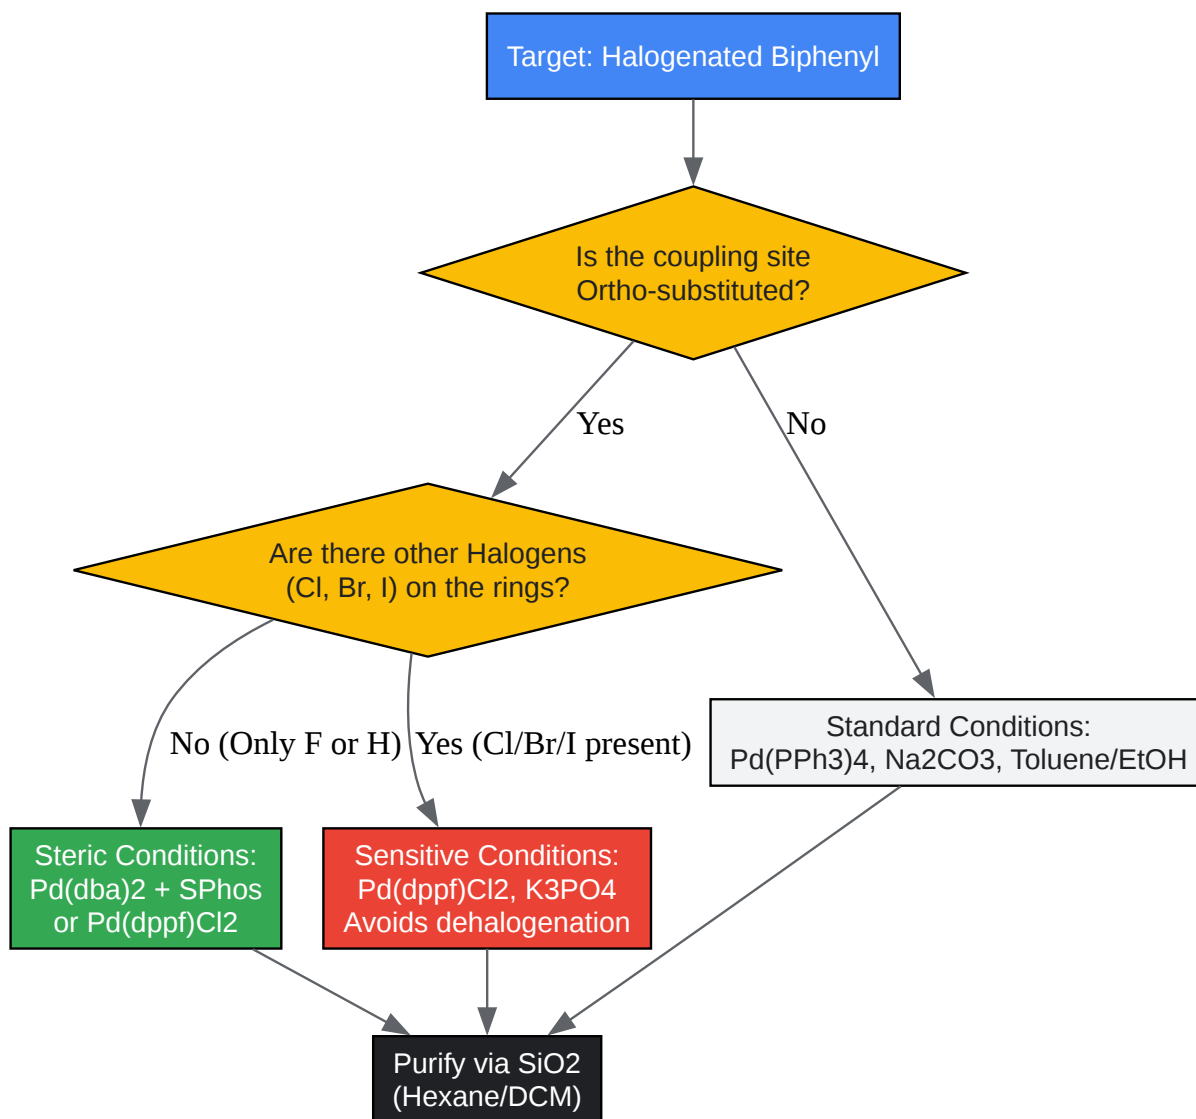 Target: Halogenated Biphenyl
Is the coupling site
Ortho-substituted?
Yes
No
Are there other Halogens
(Cl, Br, I) on the rings?
No (Only F or H)
Yes (Cl/Br/I present)
Standard Conditions:
Pd(PPh3)4, Na2CO3, Toluene/EtOH
Steric Conditions:
Pd(dba)2 + SPhos
or Pd(dppf)Cl2
Sensitive Conditions:
Pd(dppf)Cl2, K3PO4
Avoids dehalogenation
Purify via SiO2
(Hexane/DCM)